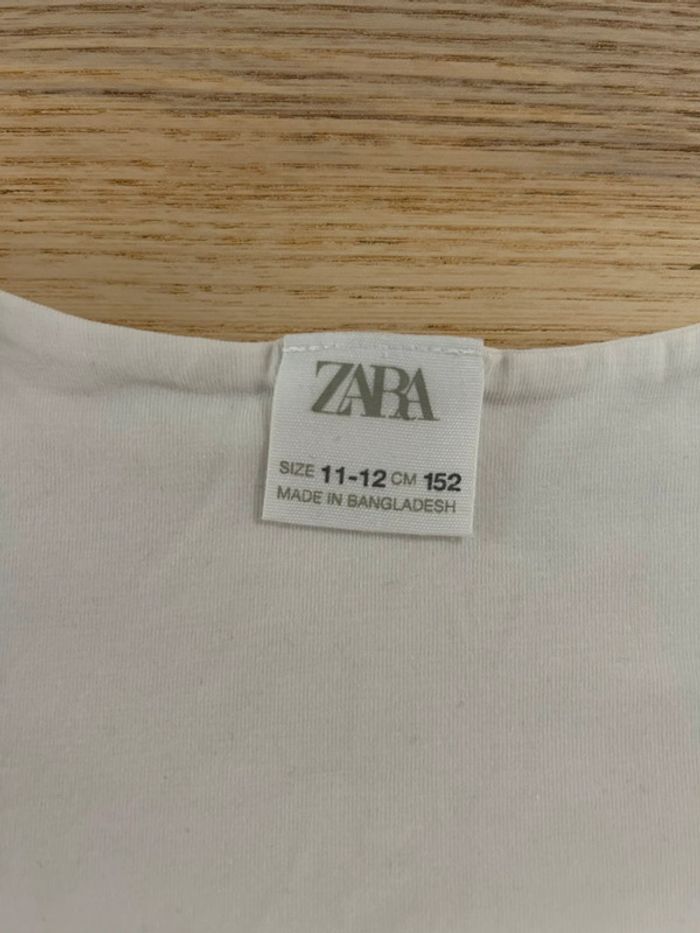 ZARA
SIZE 11-12 CM 152
MADE IN BANGLADESH